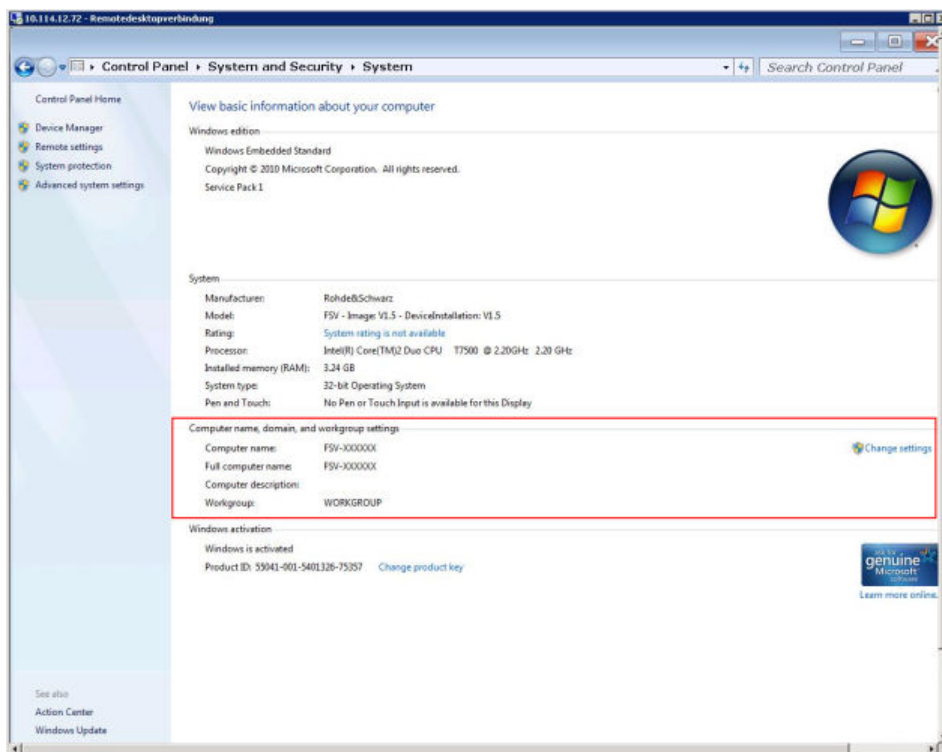 10.114.12.72 - Remotedesktopverbindung
Control Panel ▸ System and Security ▸ System
Search Control Panel
Control Panel Home
Device Manager
Remote settings
System protection
Advanced system settings
View basic information about your computer
Windows edition
Windows Embedded Standard
Copyright © 2010 Microsoft Corporation. All rights reserved.
Service Pack 1
System
Manufacturer: Rohde&Schwarz
Model: FSV - Image: V1.5 - DeviceInstallation: V1.5
Rating: System rating is not available
Processor: Intel(R) Core(TM)2 Duo CPU T7500 @ 2.20GHz 2.20 GHz
Installed memory (RAM): 3.24 GB
System type: 32-bit Operating System
Pen and Touch: No Pen or Touch Input is available for this Display
Computer name, domain, and workgroup settings
Computer name: FSV-XXXXXX
Change settings
Full computer name: FSV-XXXXXX
Computer description:
Workgroup: WORKGROUP
Windows activation
Windows is activated
Product ID: 55041-001-5401326-75357 Change product key
genuine
Microsoft
Learn more online.
See also
Action Center
Windows Update